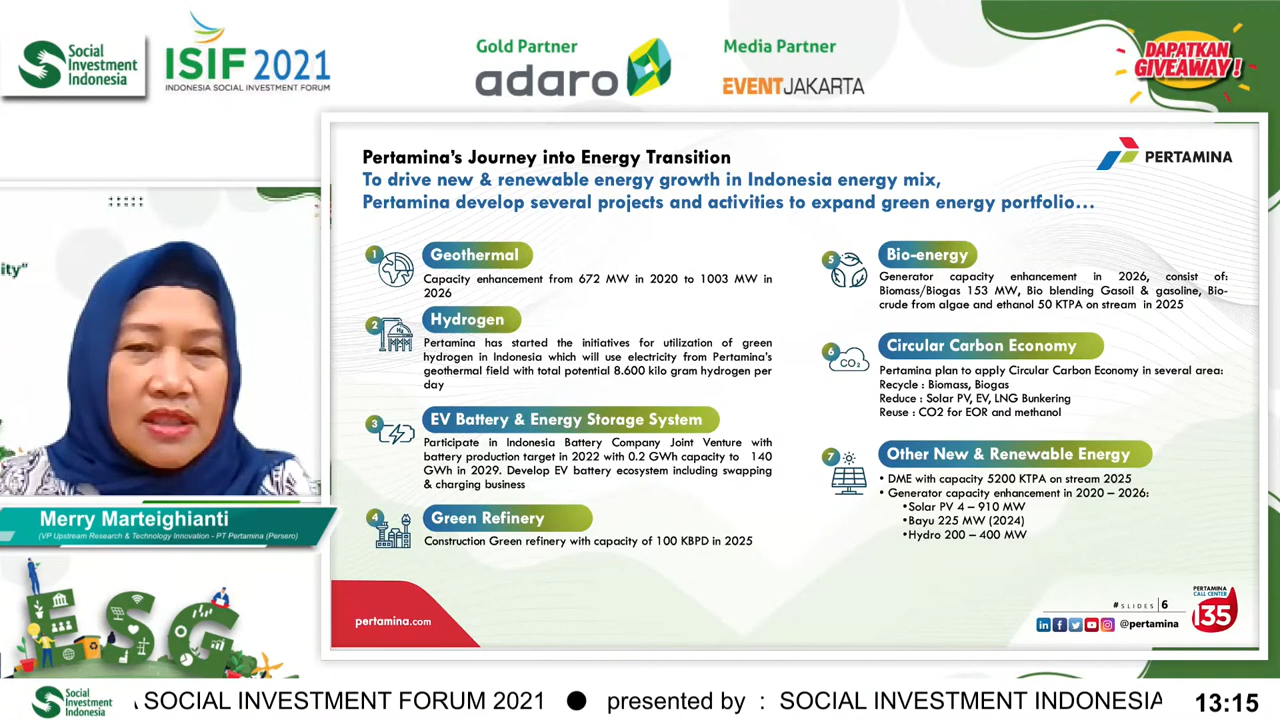 Social
Investment
Indonesia
ISIF 2021
INDONESIA SOCIAL INVESTMENT FORUM
Gold Partner
adaro
Media Partner
EVENTJAKARTA
DAPATKAN
GIVEAWAY !
ity"
Pertamina's Journey into Energy Transition
To drive new & renewable energy growth in Indonesia energy mix,
Pertamina develop several projects and activities to expand green energy portfolio...
PERTAMINA
1
Geothermal
Capacity enhancement from 672 MW in 2020 to 1003 MW in
2026
2
H₂
Hydrogen
Pertamina has started the initiatives for utilization of green
hydrogen in Indonesia which will use electricity from Pertamina's
geothermal field with total potential 8.600 kilo gram hydrogen per
day
3
EV Battery & Energy Storage System
Participate in Indonesia Battery Company Joint Venture with
battery production target in 2022 with 0.2 GWh capacity to 140
GWh in 2029. Develop EV battery ecosystem including swapping
& charging business
4
Green Refinery
Construction Green refinery with capacity of 100 KBPD in 2025
5
Bio-energy
Generator capacity enhancement in 2026, consist of:
Biomass/Biogas 153 MW, Bio blending Gasoil & gasoline, Bio-
crude from algae and ethanol 50 KTPA on stream in 2025
6
CO₂
Circular Carbon Economy
Pertamina plan to apply Circular Carbon Economy in several area:
Recycle : Biomass, Biogas
Reduce : Solar PV, EV, LNG Bunkering
Reuse : CO2 for EOR and methanol
7
Other New & Renewable Energy
• DME with capacity 5200 KTPA on stream 2025
• Generator capacity enhancement in 2020 – 2026:
•Solar PV 4 – 910 MW
•Bayu 225 MW (2024)
•Hydro 200 – 400 MW
pertamina.com
#SLIDES | 6
@pertamina
PERTAMINA
CALL CENTER
135
Merry Marteighianti
(VP Upstream Research & Technology Innovation - PT Pertamina (Persero)
ESG
Social
Investment
Indonesia
A SOCIAL INVESTMENT FORUM 2021 ● presented by : SOCIAL INVESTMENT INDONESIA
13:15